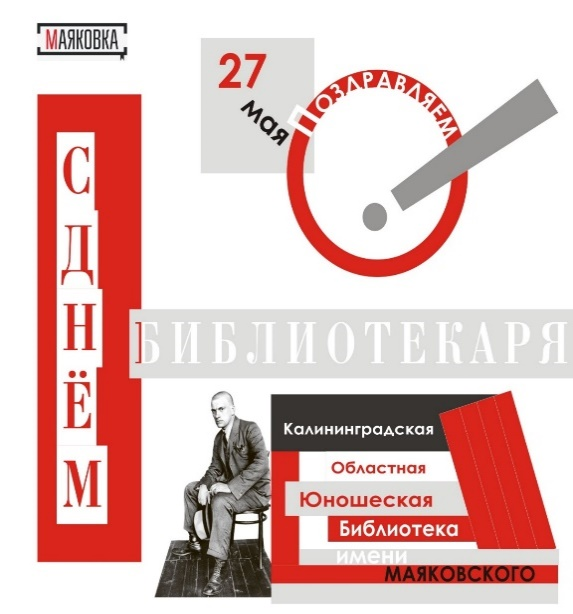 МАЯКОВКА
27
мая
ПОЗДРАВЛЯЕМ
С ДНЁМ
БИБЛИОТЕКАРЯ
Калининградская
Областная
Юношеская
Библиотека
имени
МАЯКОВСКОГО